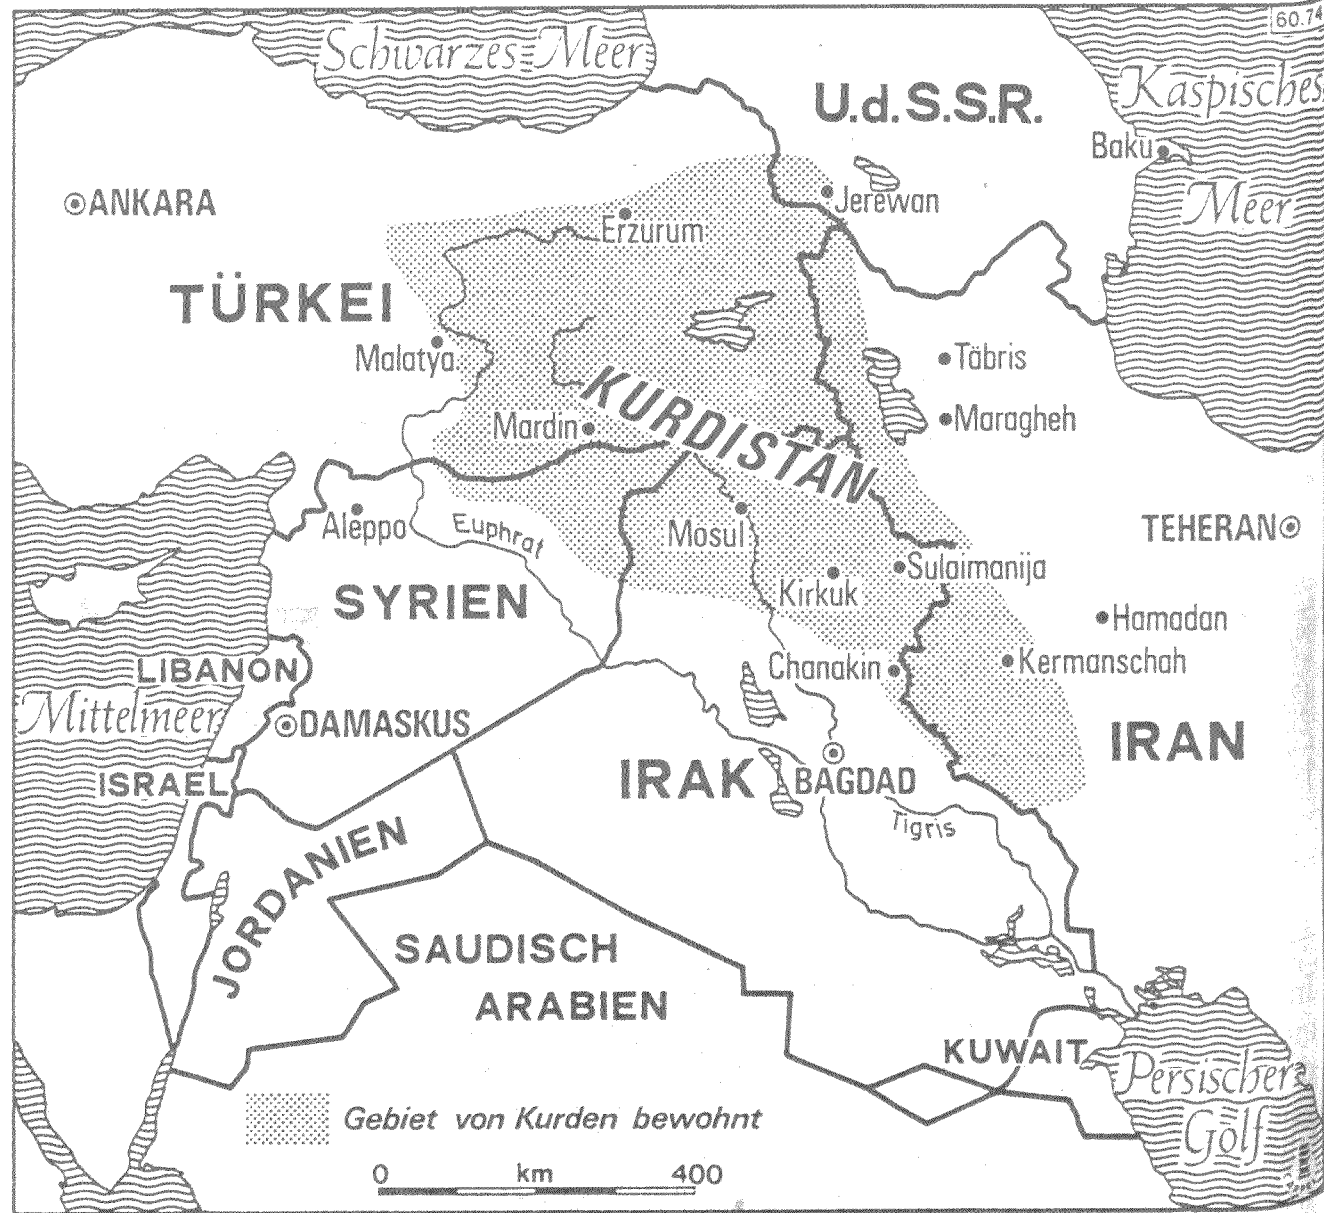 60.74
Schwarzes Meer
U.d.S.S.R.
Kaspisches
Meer
Baku
ANKARA
Jerewan
Erzurum
TÜRKEI
Malatya
Täbris
Maragheh
KURDISTAN
Mardin
Aleppo
Euphrat
Mosul
TEHERAN
Sulaimanija
Kirkuk
SYRIEN
Hamadan
LIBANON
Chanakin
Kermanschah
Mittelmeer
DAMASKUS
IRAN
ISRAEL
IRAK
BAGDAD
Tigris
JORDANIEN
SAUDISCH
ARABIEN
KUWAIT
Persischer
Golf
Gebiet von Kurden bewohnt
0 km 400